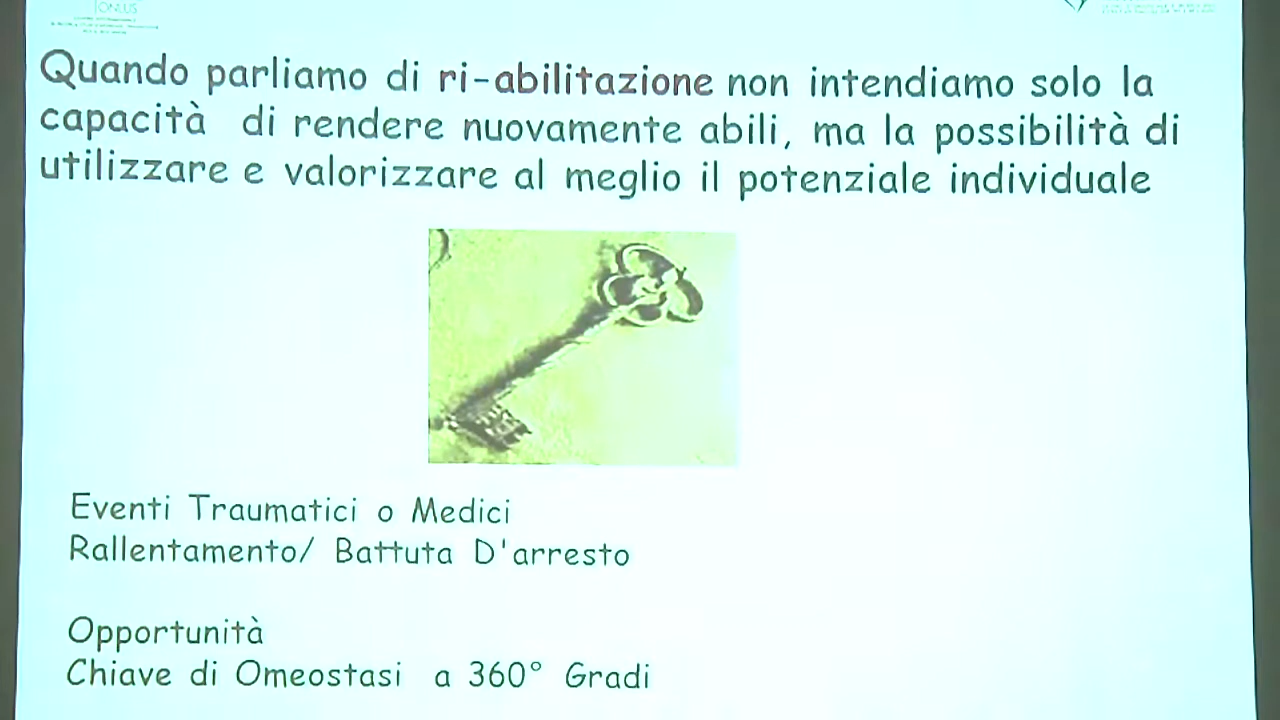 ONLUS
Quando parliamo di ri-abilitazione non intendiamo solo la
capacità di rendere nuovamente abili, ma la possibilità di
utilizzare e valorizzare al meglio il potenziale individuale
Eventi Traumatici o Medici
Rallentamento/ Battuta D'arresto
Opportunità
Chiave di Omeostasi a 360° Gradi